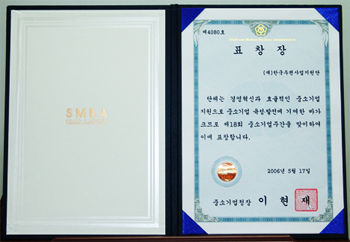 SMBA
제4080호
표 창 장
(재)한국우편사업지원단
단체는 경영혁신과 효율적인 중소기업
지원으로 중소기업 육성발전에 기여한 바가
크므로 제18회 중소기업주간을 맞이하여
이에 표창합니다.
2006년 5월 17일
중소기업청장 이 현 재